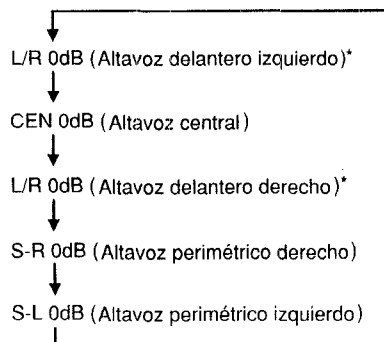 L/R 0dB (Altavoz delantero izquierdo)*
CEN 0dB (Altavoz central)
L/R 0dB (Altavoz delantero derecho)*
S-R 0dB (Altavoz perimétrico derecho)
S-L 0dB (Altavoz perimétrico izquierdo)